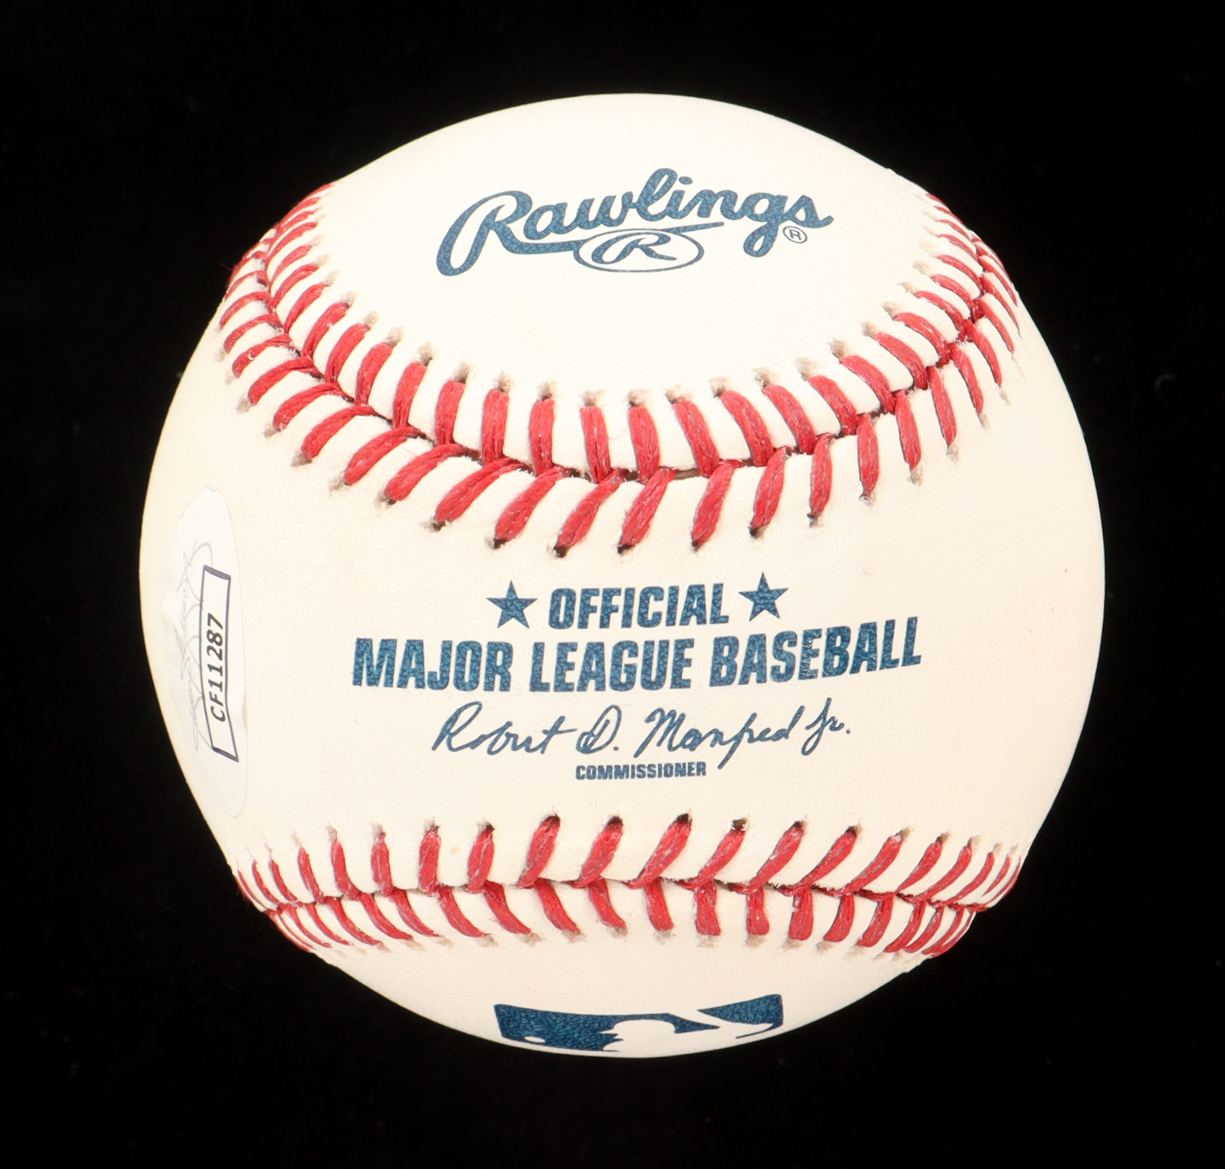 Rawlings®
R
★ OFFICIAL ★
MAJOR LEAGUE BASEBALL
Robert D. Manfred Jr.
COMMISSIONER
CF11287